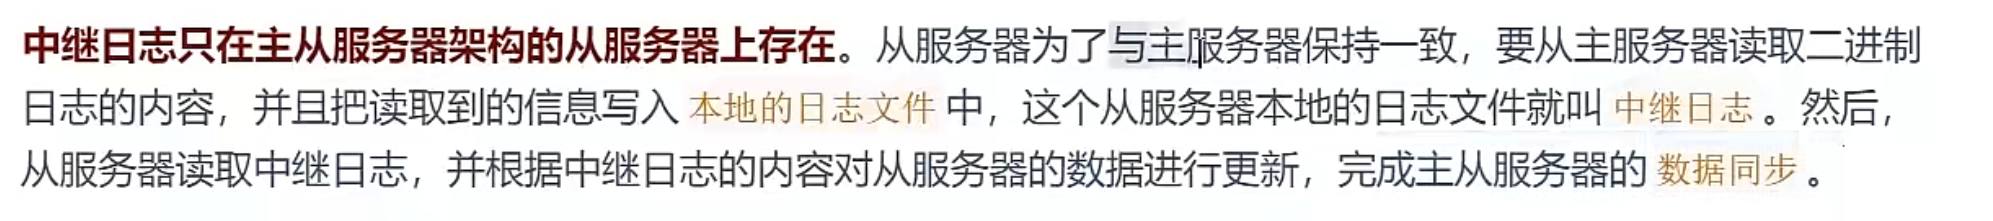 中继日志只在主从服务器架构的从服务器上存在。从服务器为了与主服务器保持一致，要从主服务器读取二进制
日志的内容，并且把读取到的信息写入 本地的日志文件 中，这个从服务器本地的日志文件就叫 中继日志 。然后，
从服务器读取中继日志，并根据中继日志的内容对从服务器的数据进行更新，完成主从服务器的 数据同步 。